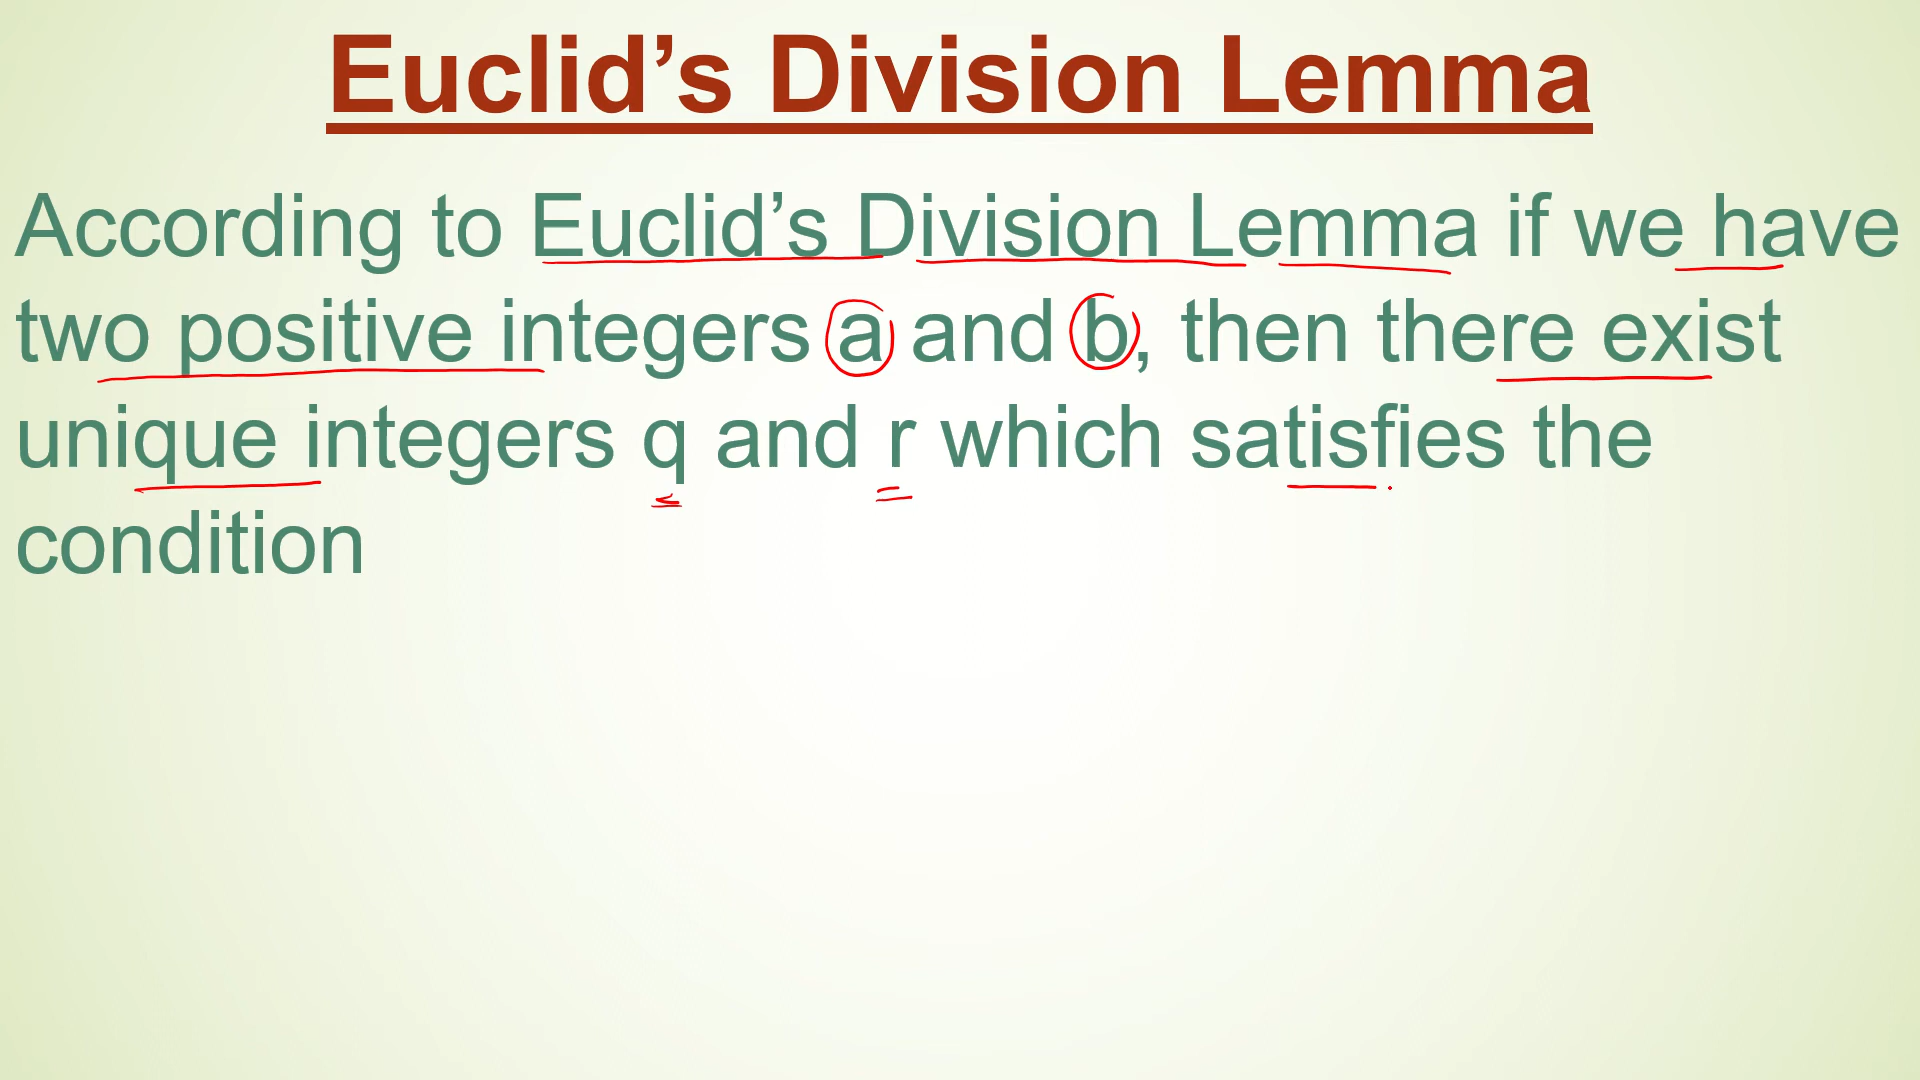 Euclid’s Division Lemma
According to Euclid’s Division Lemma if we have
two positive integers a and b, then there exist
unique integers q and r which satisfies the
condition